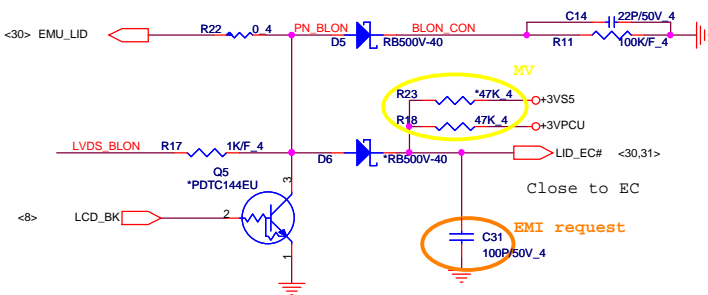 C14 22P/50V_4
<30> EMU_LID R22 0_4 PN_BLON D5 RB500V-40 BLON_CON R11 100K/F_4
MV
R23 *47K_4 +3VS5
R18 47K_4 +3VPCU
LVDS_BLON R17 1K/F_4 D6 *RB500V-40 LID_EC# <30,31>
Q5
*PDTC144EU
3
Close to EC
<8> LCD_BK 2
EMI request
C31
100P/50V_4
1